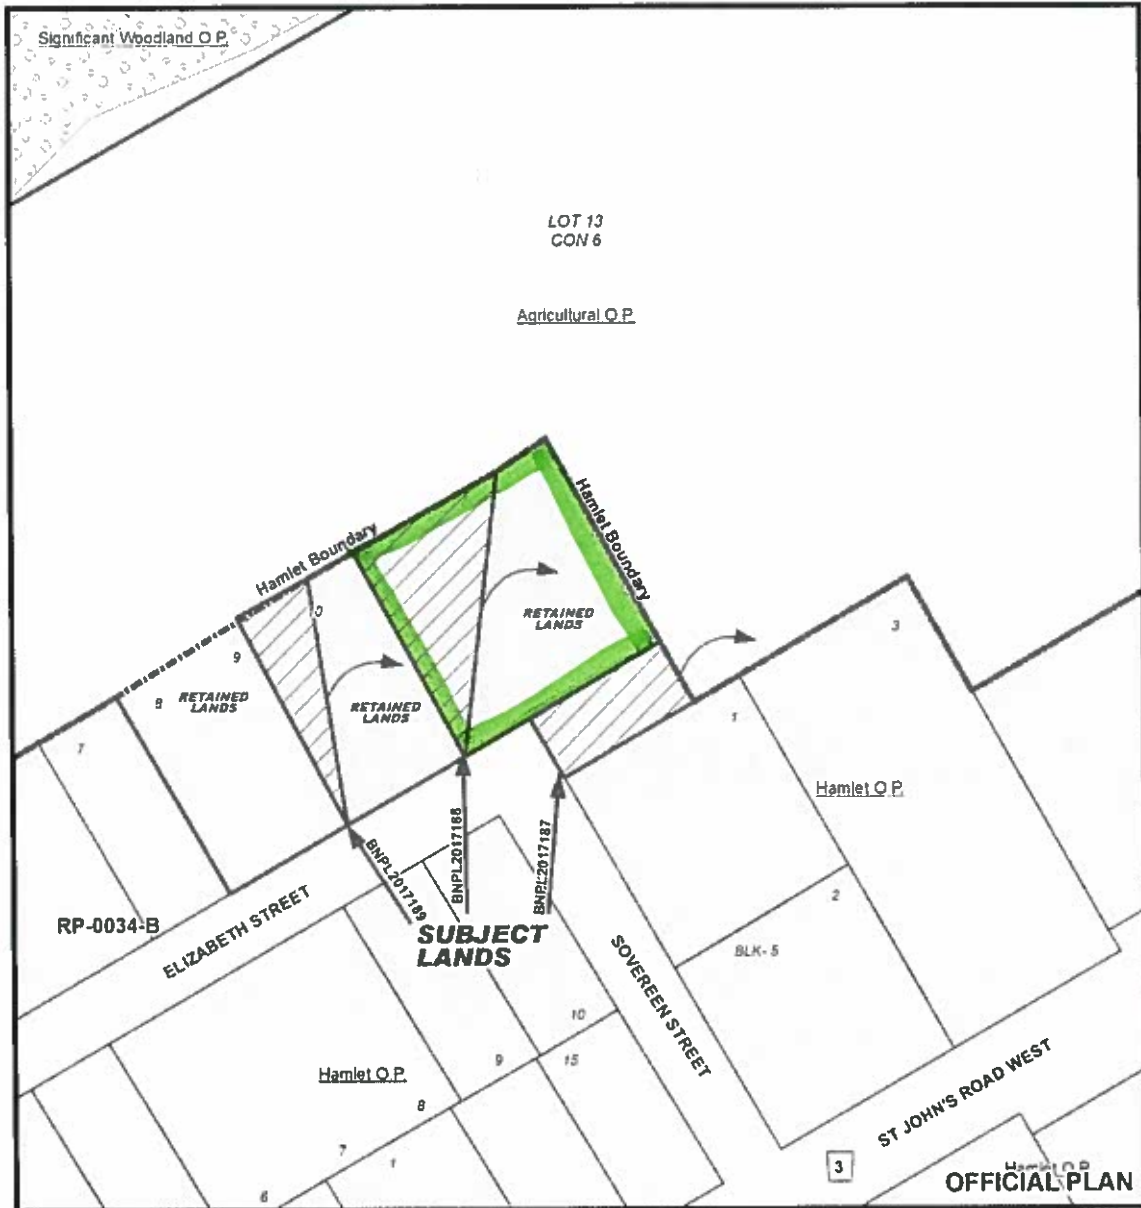 Significant Woodland O.P.
LOT 13
CON 6
Agricultural O.P.
Hamlet Boundary
Hamlet Boundary
RETAINED
LANDS
0
3
9
8
RETAINED
LANDS
RETAINED
LANDS
7
1
Hamlet O.P.
BNPL2017189
BNPL2017188
BNPL2017187
SUBJECT
LANDS
RP-0034-B
ELIZABETH STREET
2
BLK- 5
SOVEREEN STREET
10
9
15
Hamlet O.P.
8
7
1
6
ST JOHN'S ROAD WEST
3
Hamlet O.P.
OFFICIAL PLAN